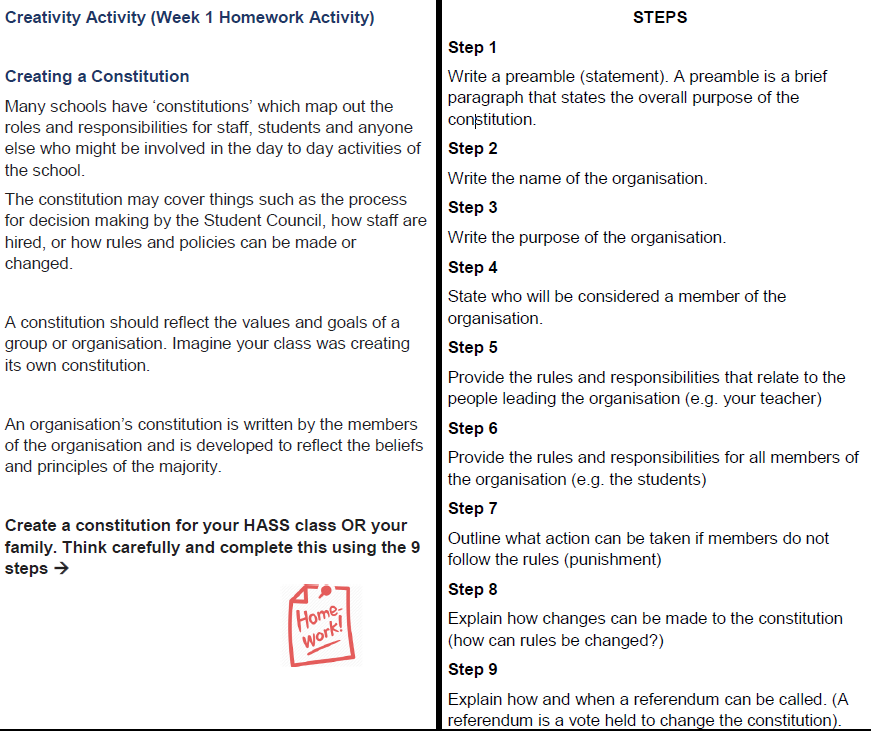 Creativity Activity (Week 1 Homework Activity)
Creating a Constitution
Many schools have ‘constitutions’ which map out the
roles and responsibilities for staff, students and anyone
else who might be involved in the day to day activities of
the school.
The constitution may cover things such as the process
for decision making by the Student Council, how staff are
hired, or how rules and policies can be made or
changed.
A constitution should reflect the values and goals of a
group or organisation. Imagine your class was creating
its own constitution.
An organisation’s constitution is written by the members
of the organisation and is developed to reflect the beliefs
and principles of the majority.
Create a constitution for your HASS class OR your
family. Think carefully and complete this using the 9
steps →
Home-
work!
STEPS
Step 1
Write a preamble (statement). A preamble is a brief
paragraph that states the overall purpose of the
constitution.
Step 2
Write the name of the organisation.
Step 3
Write the purpose of the organisation.
Step 4
State who will be considered a member of the
organisation.
Step 5
Provide the rules and responsibilities that relate to the
people leading the organisation (e.g. your teacher)
Step 6
Provide the rules and responsibilities for all members of
the organisation (e.g. the students)
Step 7
Outline what action can be taken if members do not
follow the rules (punishment)
Step 8
Explain how changes can be made to the constitution
(how can rules be changed?)
Step 9
Explain how and when a referendum can be called. (A
referendum is a vote held to change the constitution).